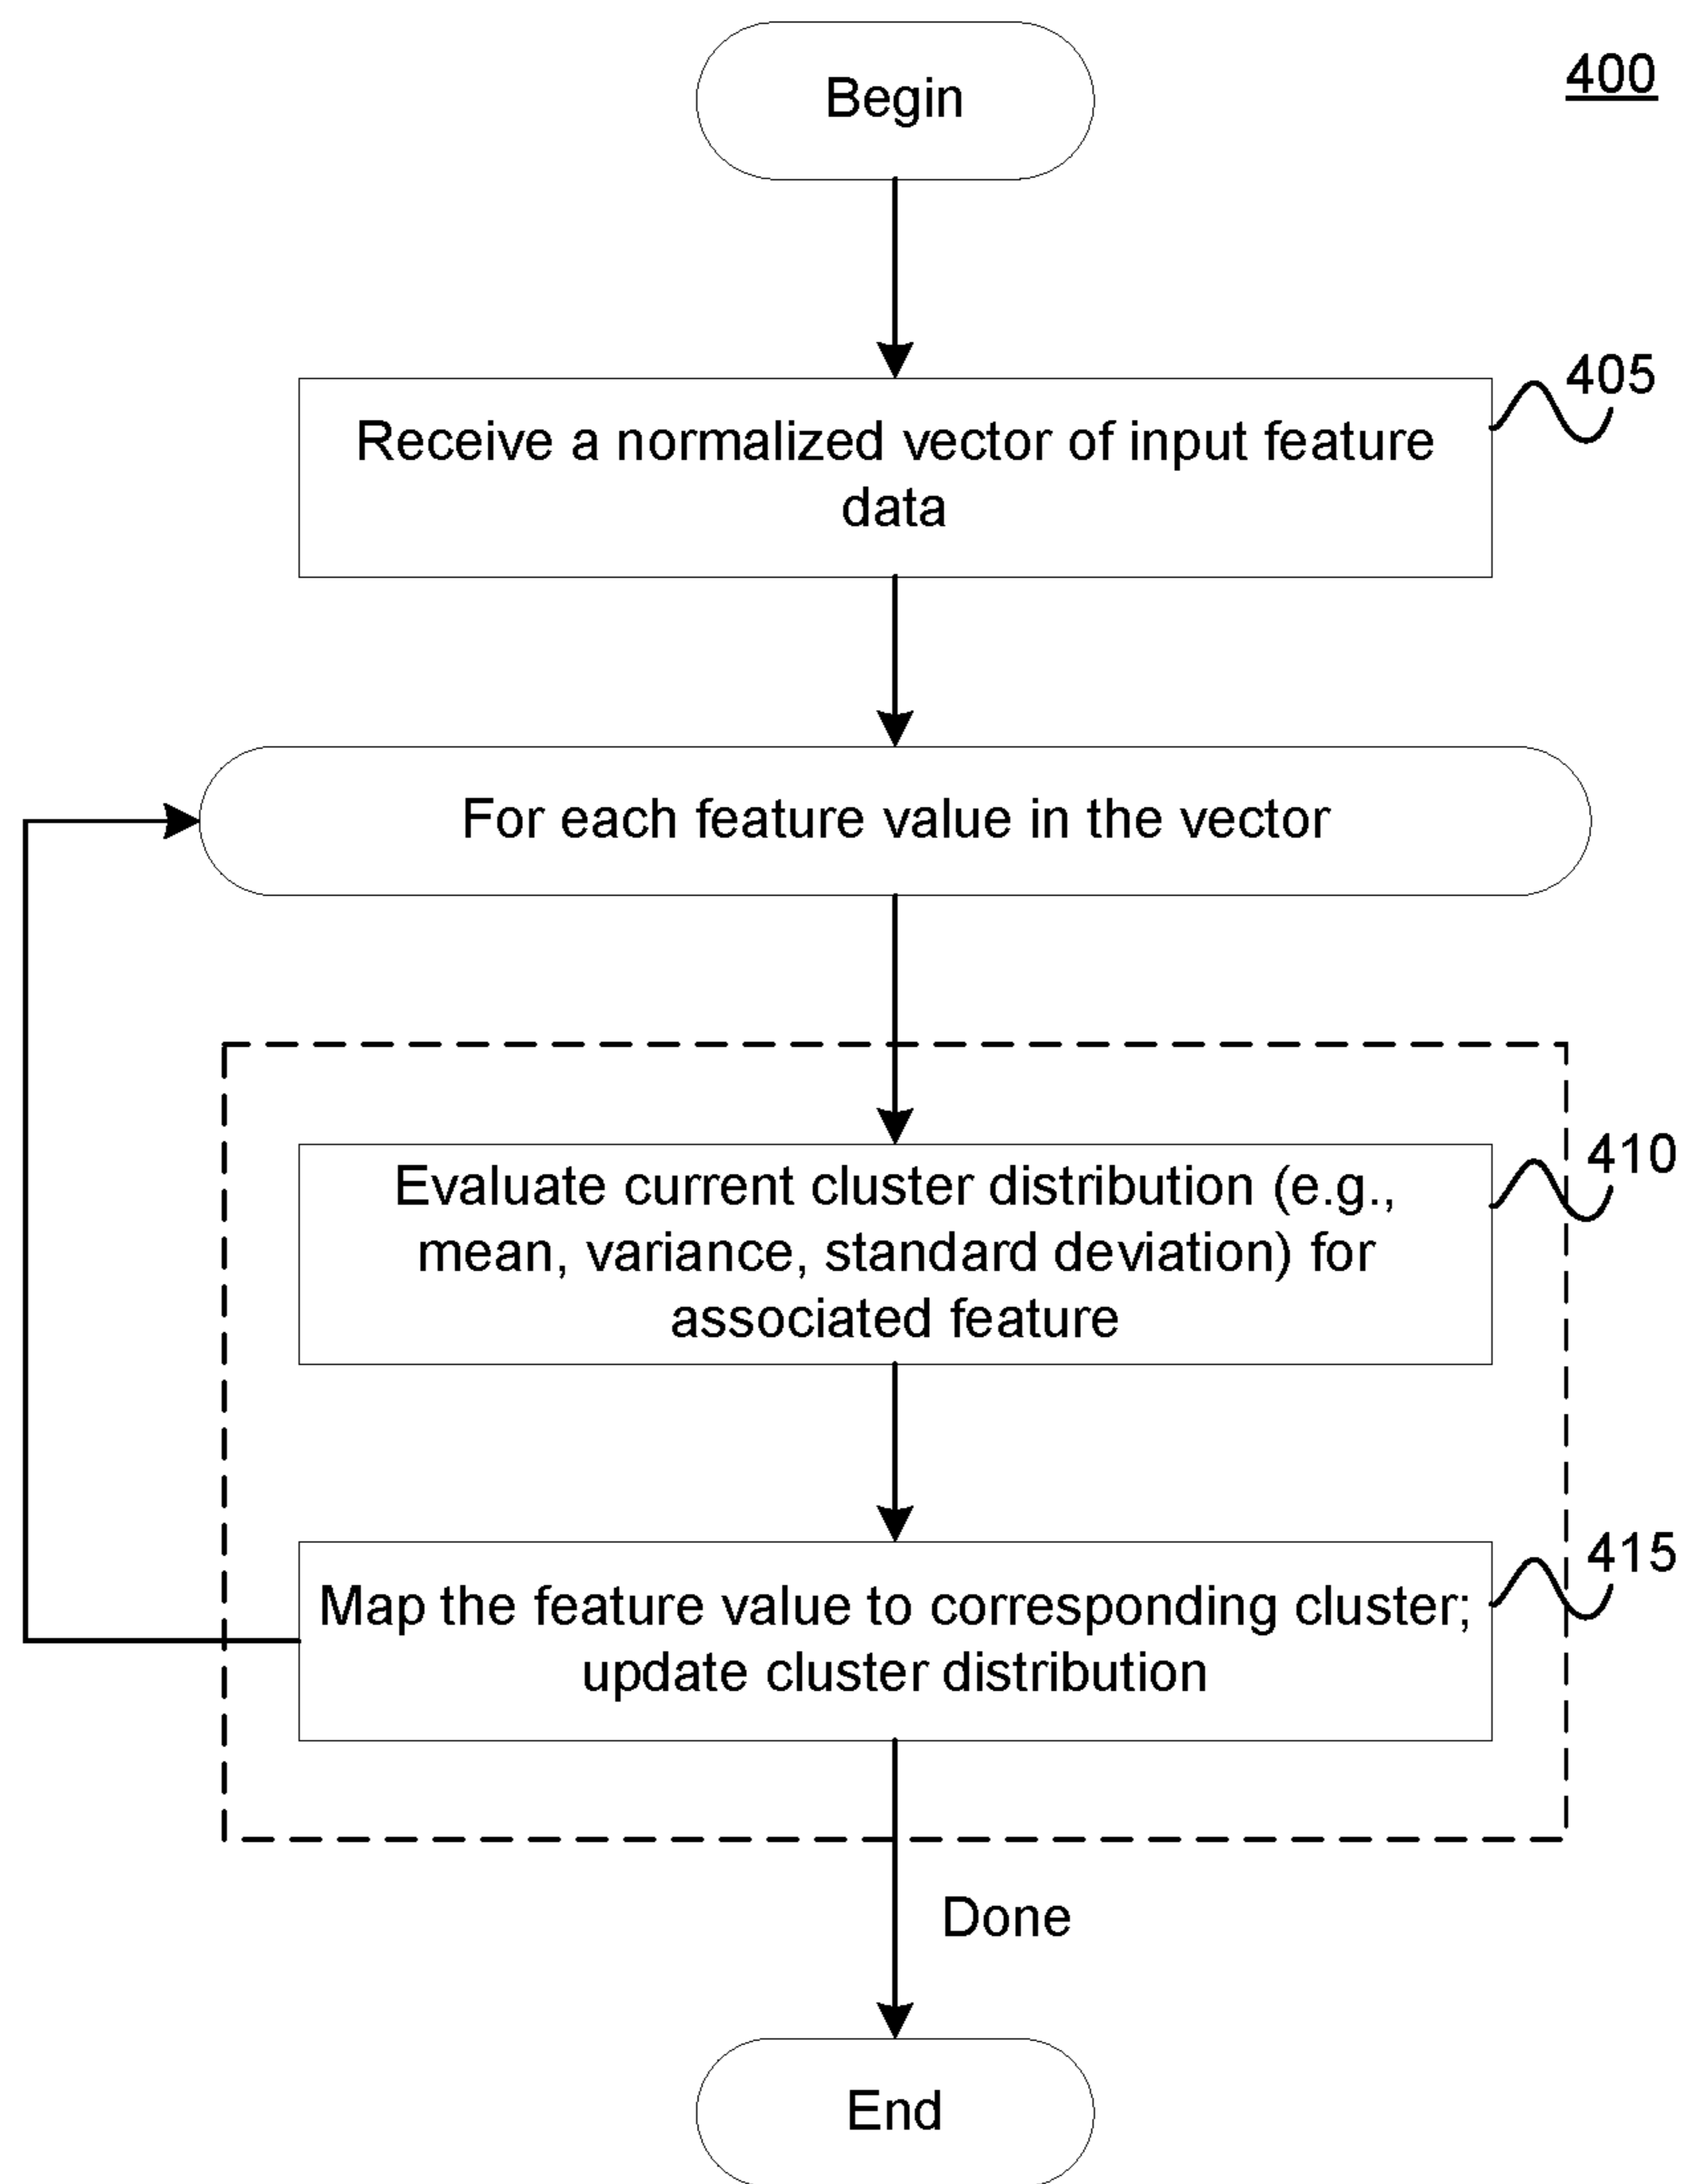 Begin
400
405
Receive a normalized vector of input feature
data
For each feature value in the vector
410
Evaluate current cluster distribution (e.g.,
mean, variance, standard deviation) for
associated feature
415
Map the feature value to corresponding cluster;
update cluster distribution
Done
End